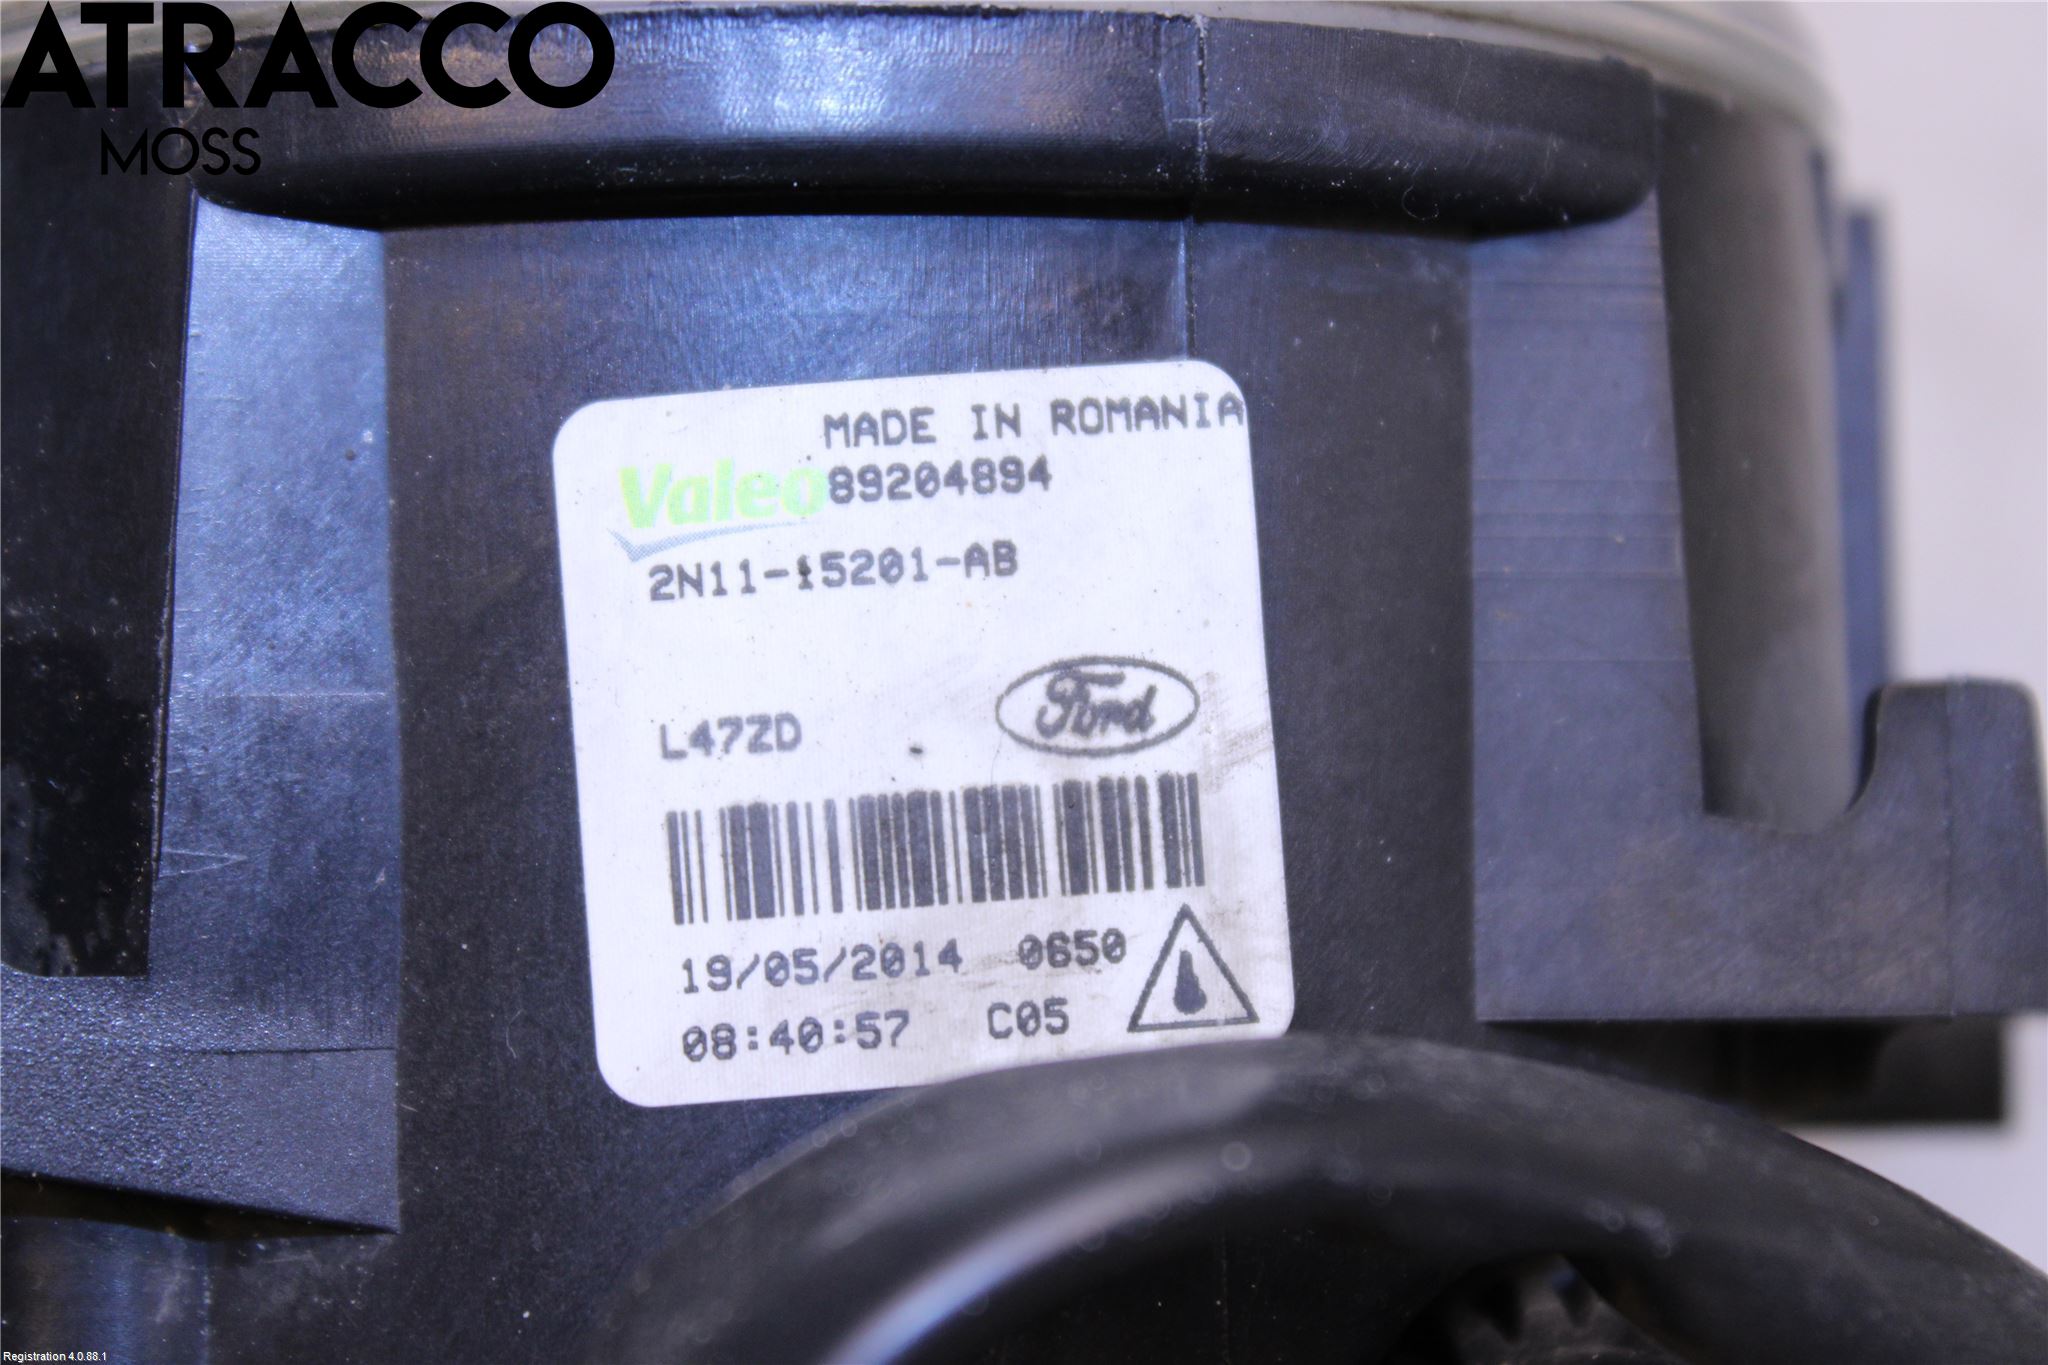 ATRACCO
MOSS
MADE IN ROMANIA
Valeo 89204894
2N11-15201-AB
L47ZD
Ford
19/05/2014 0650
08:40:57 C05
Registration 4.0.88.1